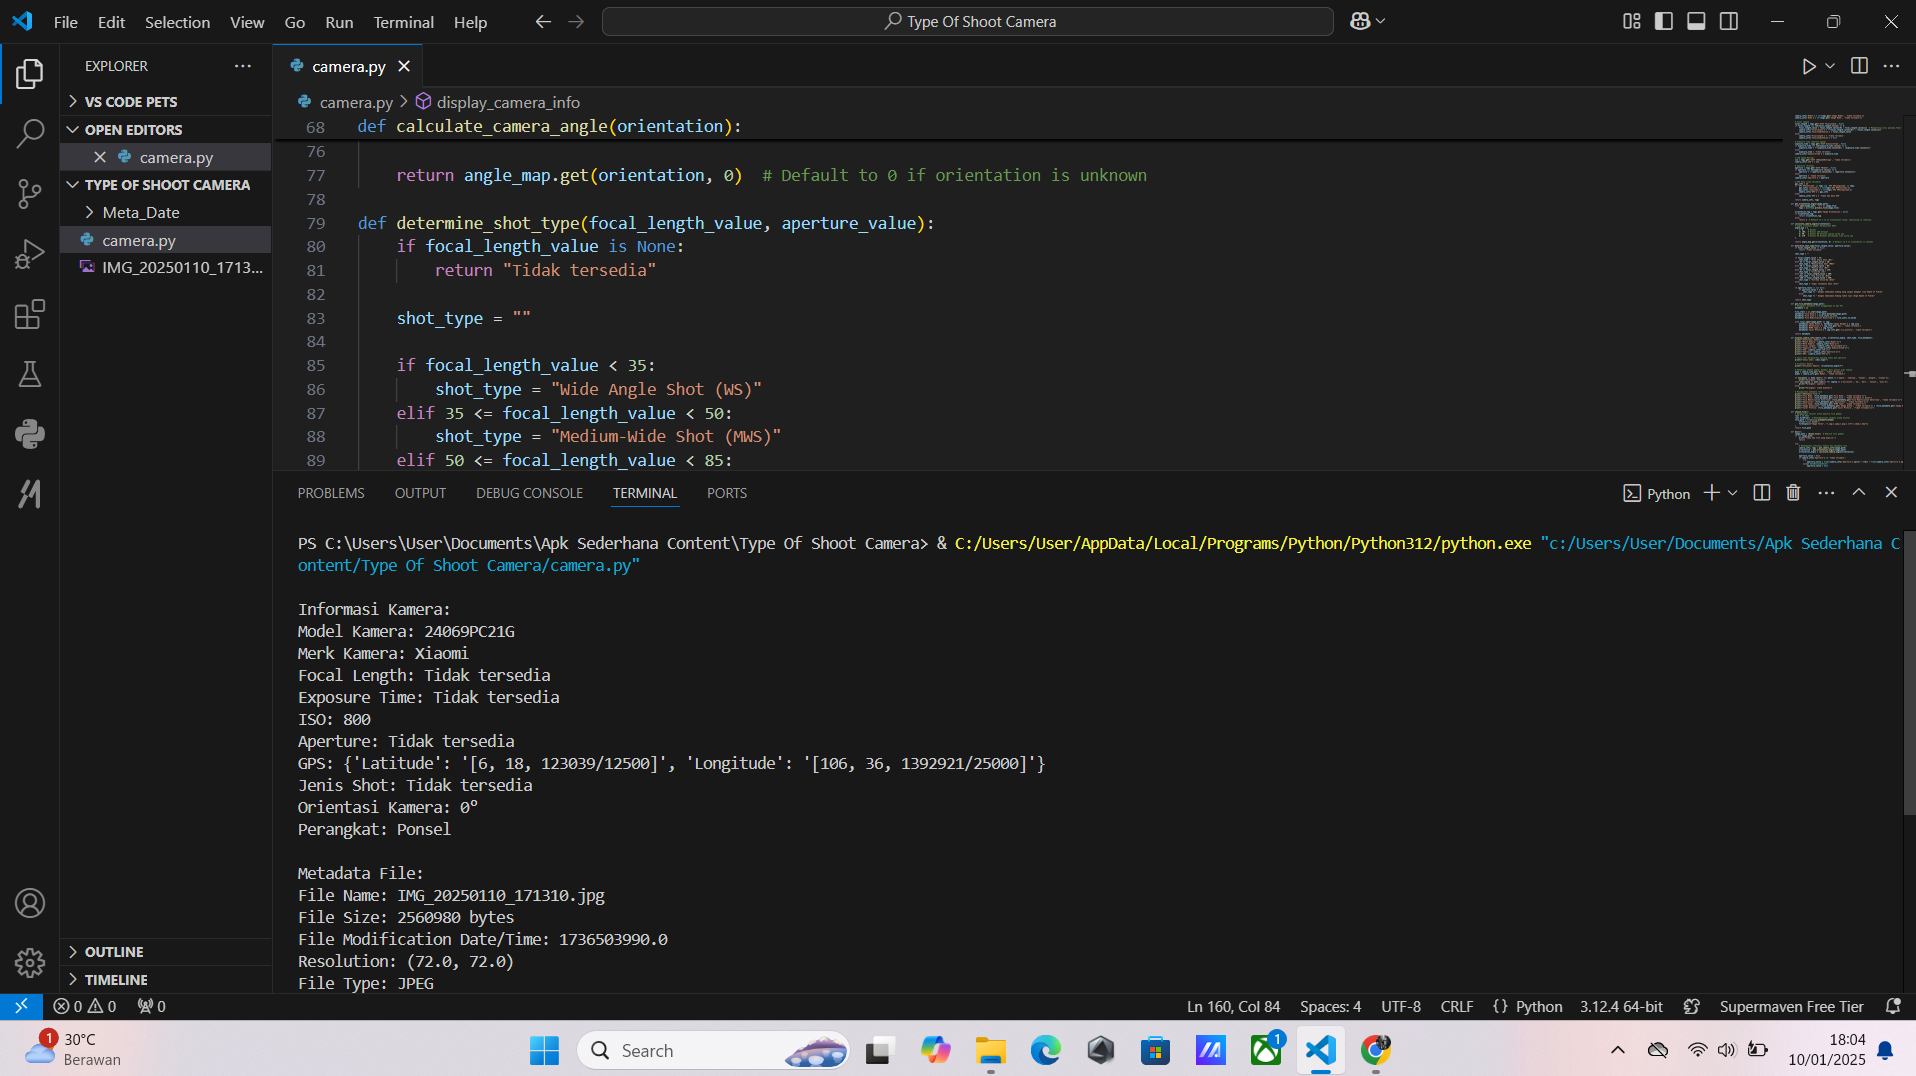 File Edit Selection View Go Run Terminal Help
Type Of Shoot Camera
EXPLORER
VS CODE PETS
OPEN EDITORS
camera.py
TYPE OF SHOOT CAMERA
Meta_Date
camera.py
IMG_20250110_1713...
OUTLINE
TIMELINE
camera.py
camera.py > display_camera_info
68 def calculate_camera_angle(orientation):
76
77 return angle_map.get(orientation, 0)  # Default to 0 if orientation is unknown
78
79 def determine_shot_type(focal_length_value, aperture_value):
80 if focal_length_value is None:
81 return "Tidak tersedia"
82
83 shot_type = ""
84
85 if focal_length_value < 35:
86 shot_type = "Wide Angle Shot (WS)"
87 elif 35 <= focal_length_value < 50:
88 shot_type = "Medium-Wide Shot (MWS)"
89 elif 50 <= focal_length_value < 85:
PROBLEMS OUTPUT DEBUG CONSOLE TERMINAL PORTS
Python
PS C:\Users\User\Documents\Apk Sederhana Content\Type Of Shoot Camera> & C:/Users/User/AppData/Local/Programs/Python/Python312/python.exe "c:/Users/User/Documents/Apk Sederhana C
ontent/Type Of Shoot Camera/camera.py"
Informasi Kamera:
Model Kamera: 24069PC21G
Merk Kamera: Xiaomi
Focal Length: Tidak tersedia
Exposure Time: Tidak tersedia
ISO: 800
Aperture: Tidak tersedia
GPS: {'Latitude': '[6, 18, 123039/12500]', 'Longitude': '[106, 36, 1392921/25000]'}
Jenis Shot: Tidak tersedia
Orientasi Kamera: 0°
Perangkat: Ponsel
Metadata File:
File Name: IMG_20250110_171310.jpg
File Size: 2560980 bytes
File Modification Date/Time: 1736503990.0
Resolution: (72.0, 72.0)
File Type: JPEG
0 0 0
Ln 160, Col 84 Spaces: 4 UTF-8 CRLF {} Python 3.12.4 64-bit Supermaven Free Tier
1
30°C
Berawan
Search
1
18:04
10/01/2025